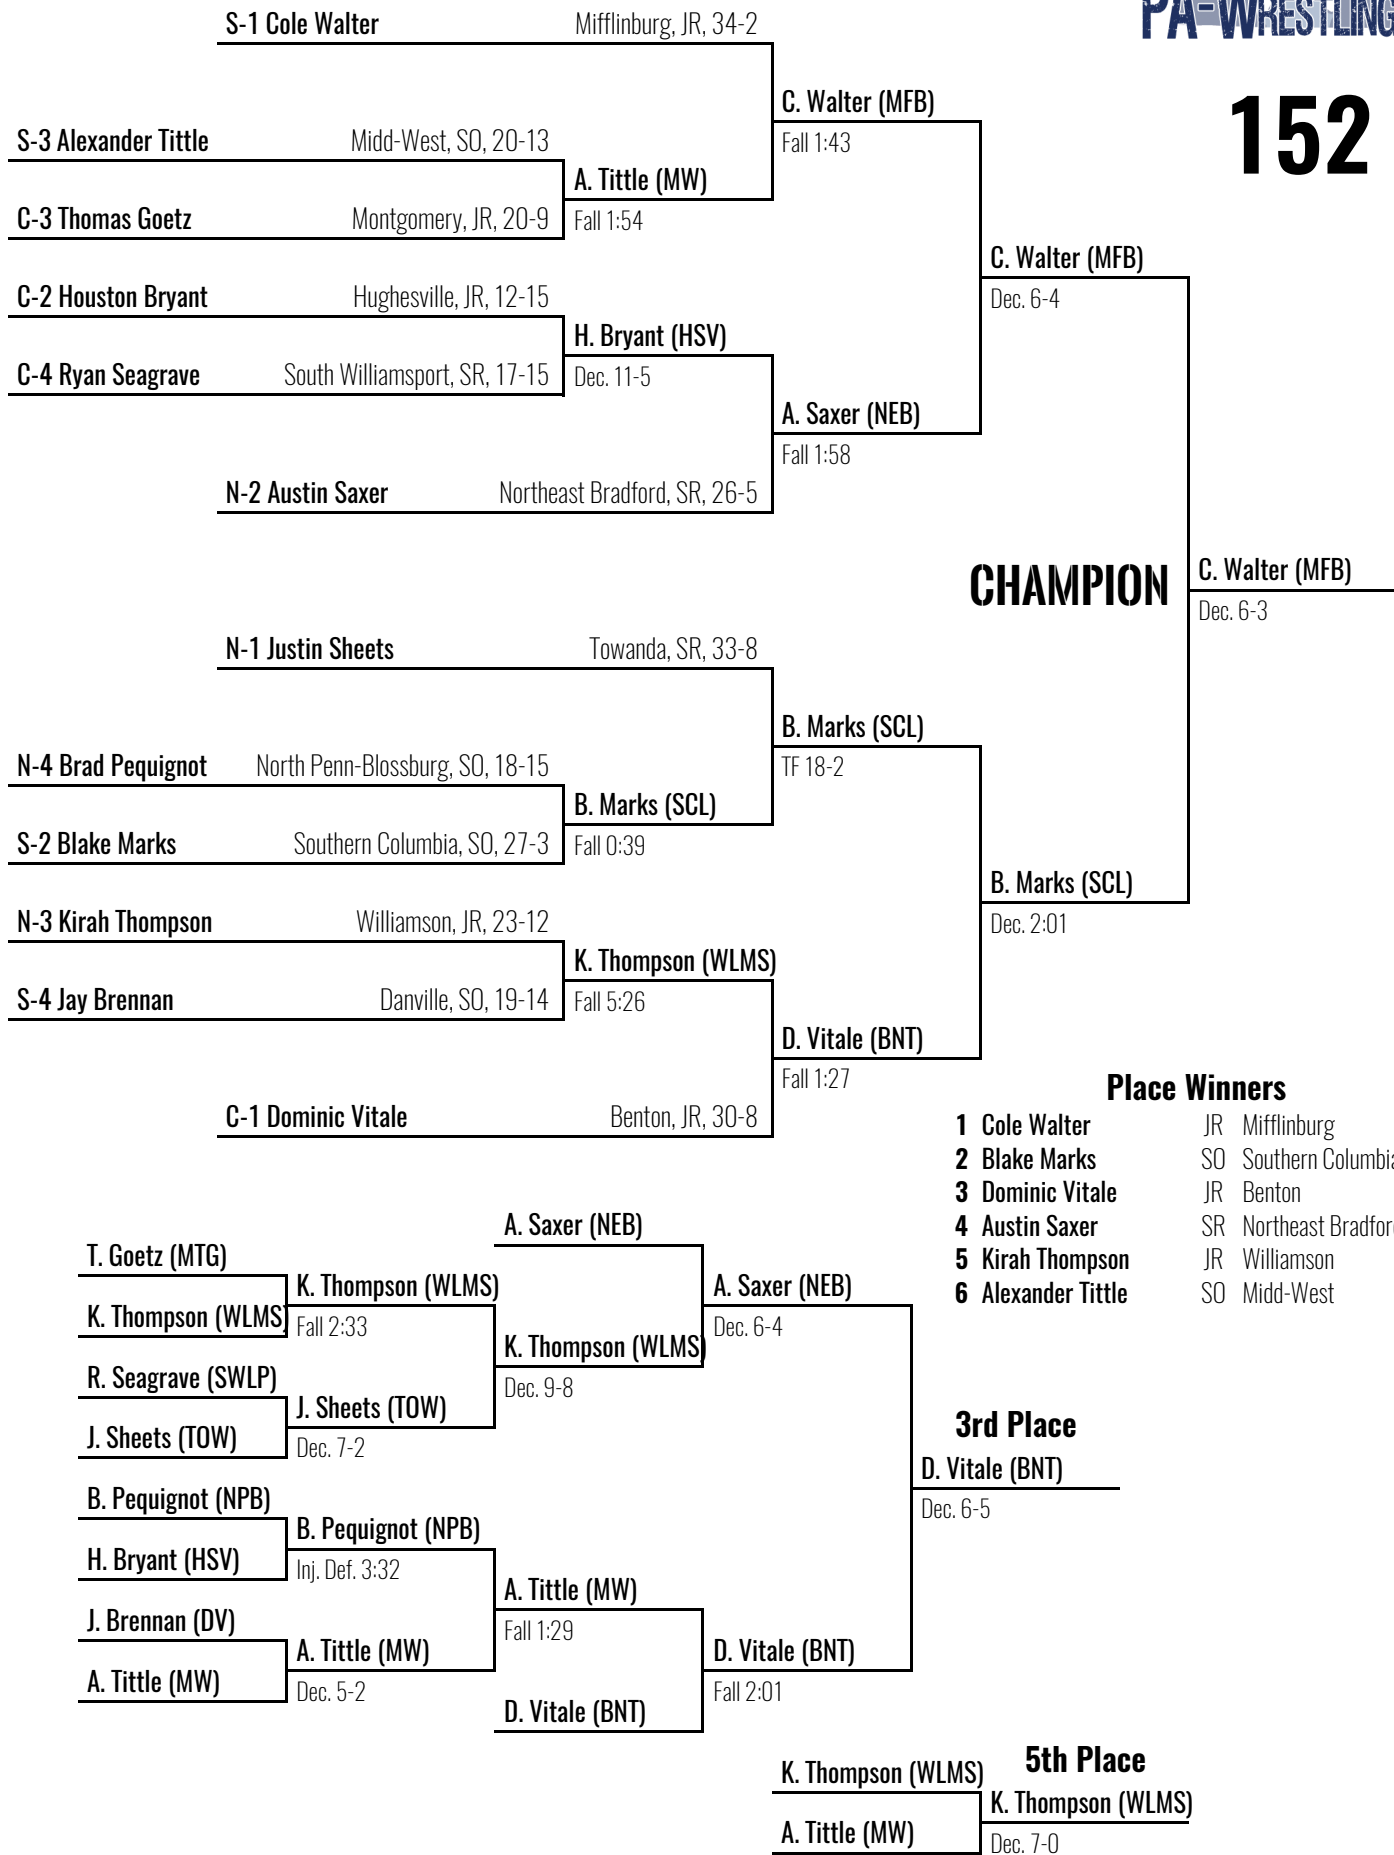 PA-WRESTLING
152
S-1 Cole Walter Mifflinburg, JR, 34-2
C. Walter (MFB)
Fall 1:43
S-3 Alexander Tittle Midd-West, SO, 20-13
A. Tittle (MW)
Fall 1:54
C-3 Thomas Goetz Montgomery, JR, 20-9
C. Walter (MFB)
Dec. 6-4
C-2 Houston Bryant Hughesville, JR, 12-15
H. Bryant (HSV)
Dec. 11-5
C-4 Ryan Seagrave South Williamsport, SR, 17-15
A. Saxer (NEB)
Fall 1:58
N-2 Austin Saxer Northeast Bradford, SR, 26-5
CHAMPION
C. Walter (MFB)
Dec. 6-3
N-1 Justin Sheets Towanda, SR, 33-8
B. Marks (SCL)
TF 18-2
N-4 Brad Pequignot North Penn-Blossburg, SO, 18-15
B. Marks (SCL)
Fall 0:39
S-2 Blake Marks Southern Columbia, SO, 27-3
B. Marks (SCL)
Dec. 2:01
N-3 Kirah Thompson Williamson, JR, 23-12
K. Thompson (WLMS)
Fall 5:26
S-4 Jay Brennan Danville, SO, 19-14
D. Vitale (BNT)
Fall 1:27
C-1 Dominic Vitale Benton, JR, 30-8
Place Winners
1 Cole Walter JR Mifflinburg
2 Blake Marks SO Southern Columbia
3 Dominic Vitale JR Benton
4 Austin Saxer SR Northeast Bradfor
5 Kirah Thompson JR Williamson
6 Alexander Tittle SO Midd-West
A. Saxer (NEB)
T. Goetz (MTG)
K. Thompson (WLMS)
Fall 2:33
K. Thompson (WLMS)
A. Saxer (NEB)
Dec. 6-4
K. Thompson (WLMS)
Dec. 9-8
R. Seagrave (SWLP)
J. Sheets (TOW)
Dec. 7-2
J. Sheets (TOW)
3rd Place
D. Vitale (BNT)
Dec. 6-5
B. Pequignot (NPB)
B. Pequignot (NPB)
Inj. Def. 3:32
H. Bryant (HSV)
A. Tittle (MW)
Fall 1:29
J. Brennan (DV)
A. Tittle (MW)
Dec. 5-2
A. Tittle (MW)
D. Vitale (BNT)
Fall 2:01
D. Vitale (BNT)
5th Place
K. Thompson (WLMS)
K. Thompson (WLMS)
Dec. 7-0
A. Tittle (MW)